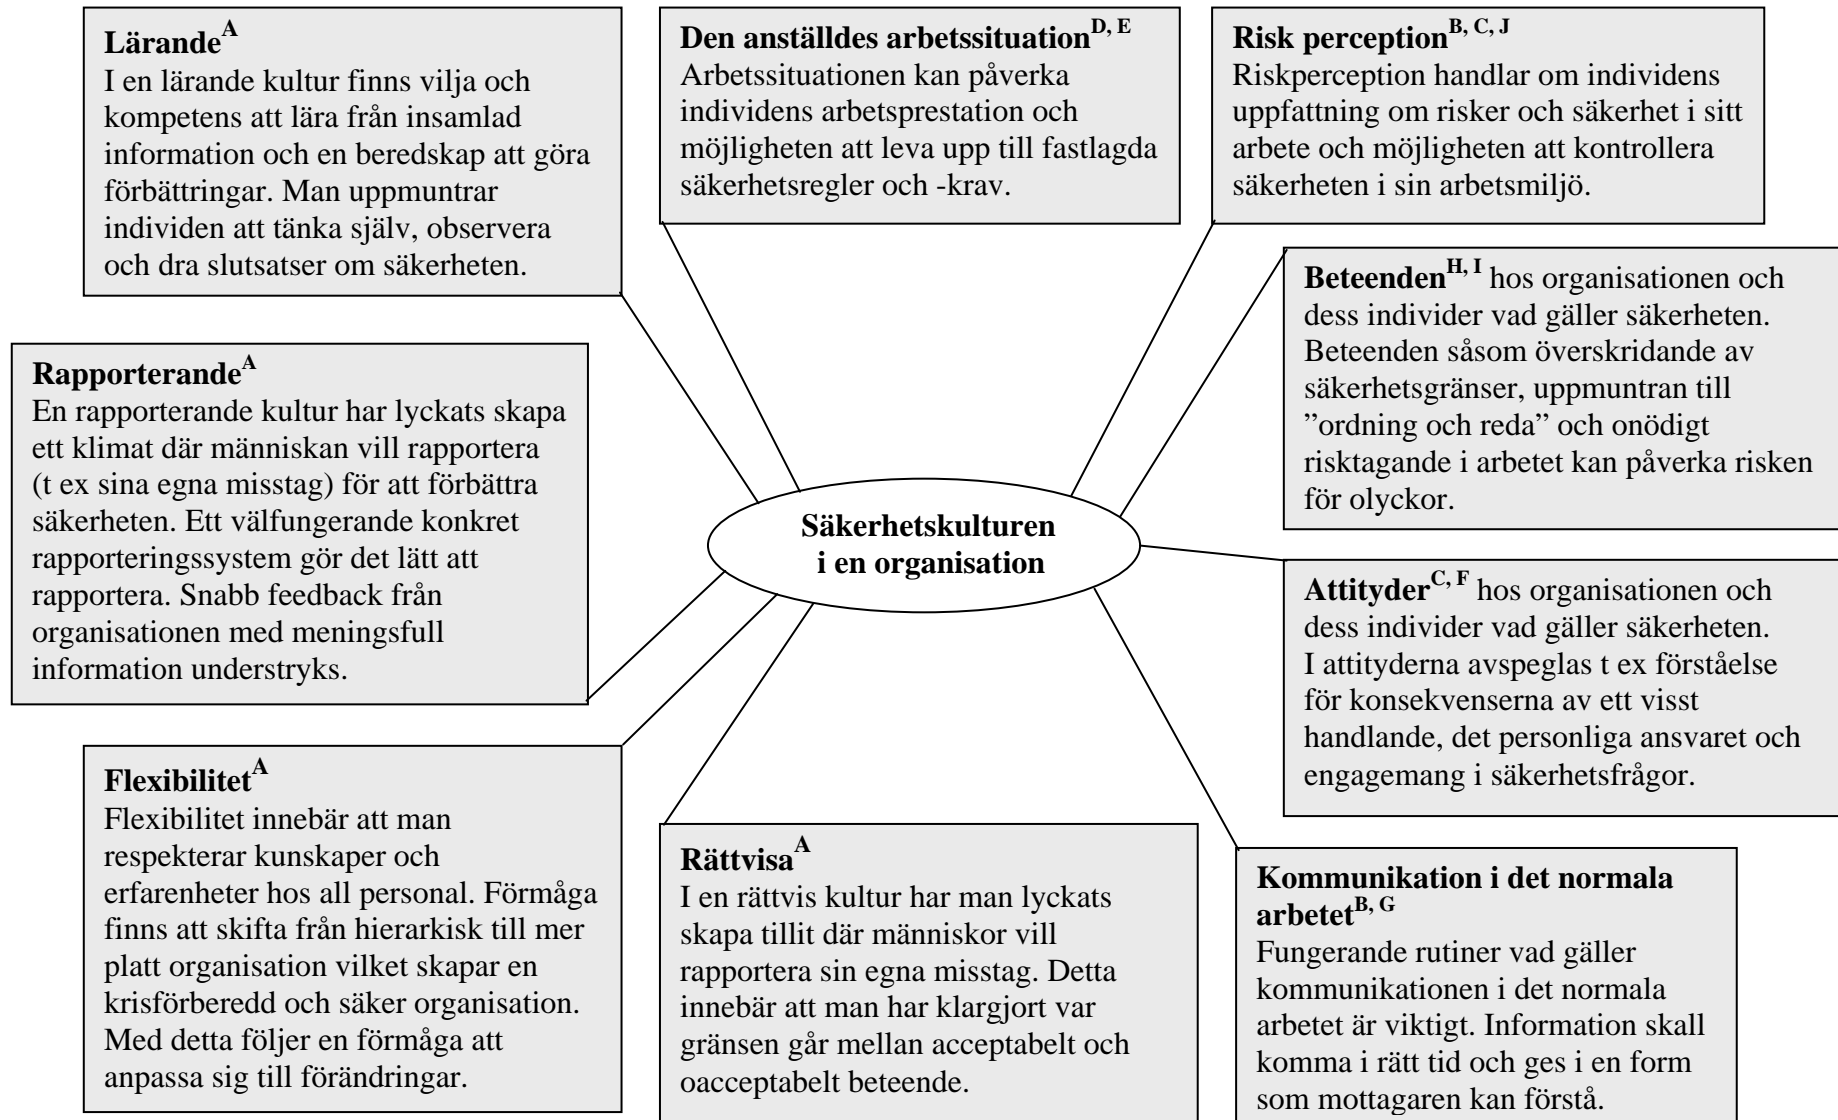 Lärande^A
I en lärande kultur finns vilja och
kompetens att lära från insamlad
information och en beredskap att göra
förbättringar. Man uppmuntrar
individen att tänka själv, observera
och dra slutsatser om säkerheten.
Den anställdes arbetssituation^D, E
Arbetssituationen kan påverka
individens arbetsprestation och
möjligheten att leva upp till fastlagda
säkerhetsregler och -krav.
Risk perception^B, C, J
Riskperception handlar om individens
uppfattning om risker och säkerhet i sitt
arbete och möjligheten att kontrollera
säkerheten i sin arbetsmiljö.
Beteenden^H, I hos organisationen och
dess individer vad gäller säkerheten.
Beteenden såsom överskridande av
säkerhetsgränser, uppmuntran till
”ordning och reda” och onödigt
risktagande i arbetet kan påverka risken
för olyckor.
Rapporterande^A
En rapporterande kultur har lyckats skapa
ett klimat där människan vill rapportera
(t ex sina egna misstag) för att förbättra
säkerheten. Ett välfungerande konkret
rapporteringssystem gör det lätt att
rapportera. Snabb feedback från
organisationen med meningsfull
information understryks.
Säkerhetskulturen
i en organisation
Attityder^C, F hos organisationen och
dess individer vad gäller säkerheten.
I attityderna avspeglas t ex förståelse
för konsekvenserna av ett visst
handlande, det personliga ansvaret och
engagemang i säkerhetsfrågor.
Flexibilitet^A
Flexibilitet innebär att man
respekterar kunskaper och
erfarenheter hos all personal. Förmåga
finns att skifta från hierarkisk till mer
platt organisation vilket skapar en
krisförberedd och säker organisation.
Med detta följer en förmåga att
anpassa sig till förändringar.
Rättvisa^A
I en rättvis kultur har man lyckats
skapa tillit där människor vill
rapportera sin egna misstag. Detta
innebär att man har klargjort var
gränsen går mellan acceptabelt och
oacceptabelt beteende.
Kommunikation i det normala
arbetet^B, G
Fungerande rutiner vad gäller
kommunikationen i det normala
arbetet är viktigt. Information skall
komma i rätt tid och ges i en form
som mottagaren kan förstå.